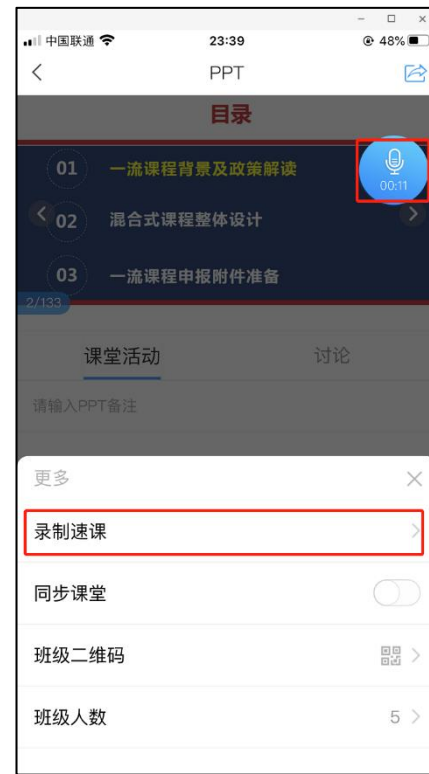 中国联通 23:39 48%
PPT
目录
01 一流课程背景及政策解读
00:11
02 混合式课程整体设计
03 一流课程申报附件准备
2/133
课堂活动 讨论
请输入PPT备注
更多
录制速课
同步课堂
班级二维码
班级人数 5